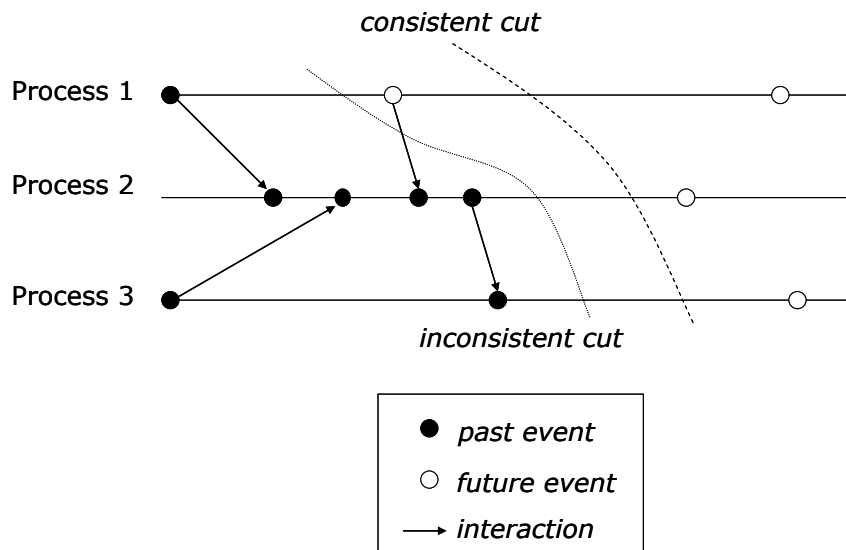 consistent cut
Process 1
Process 2
Process 3
inconsistent cut
past event
future event
interaction